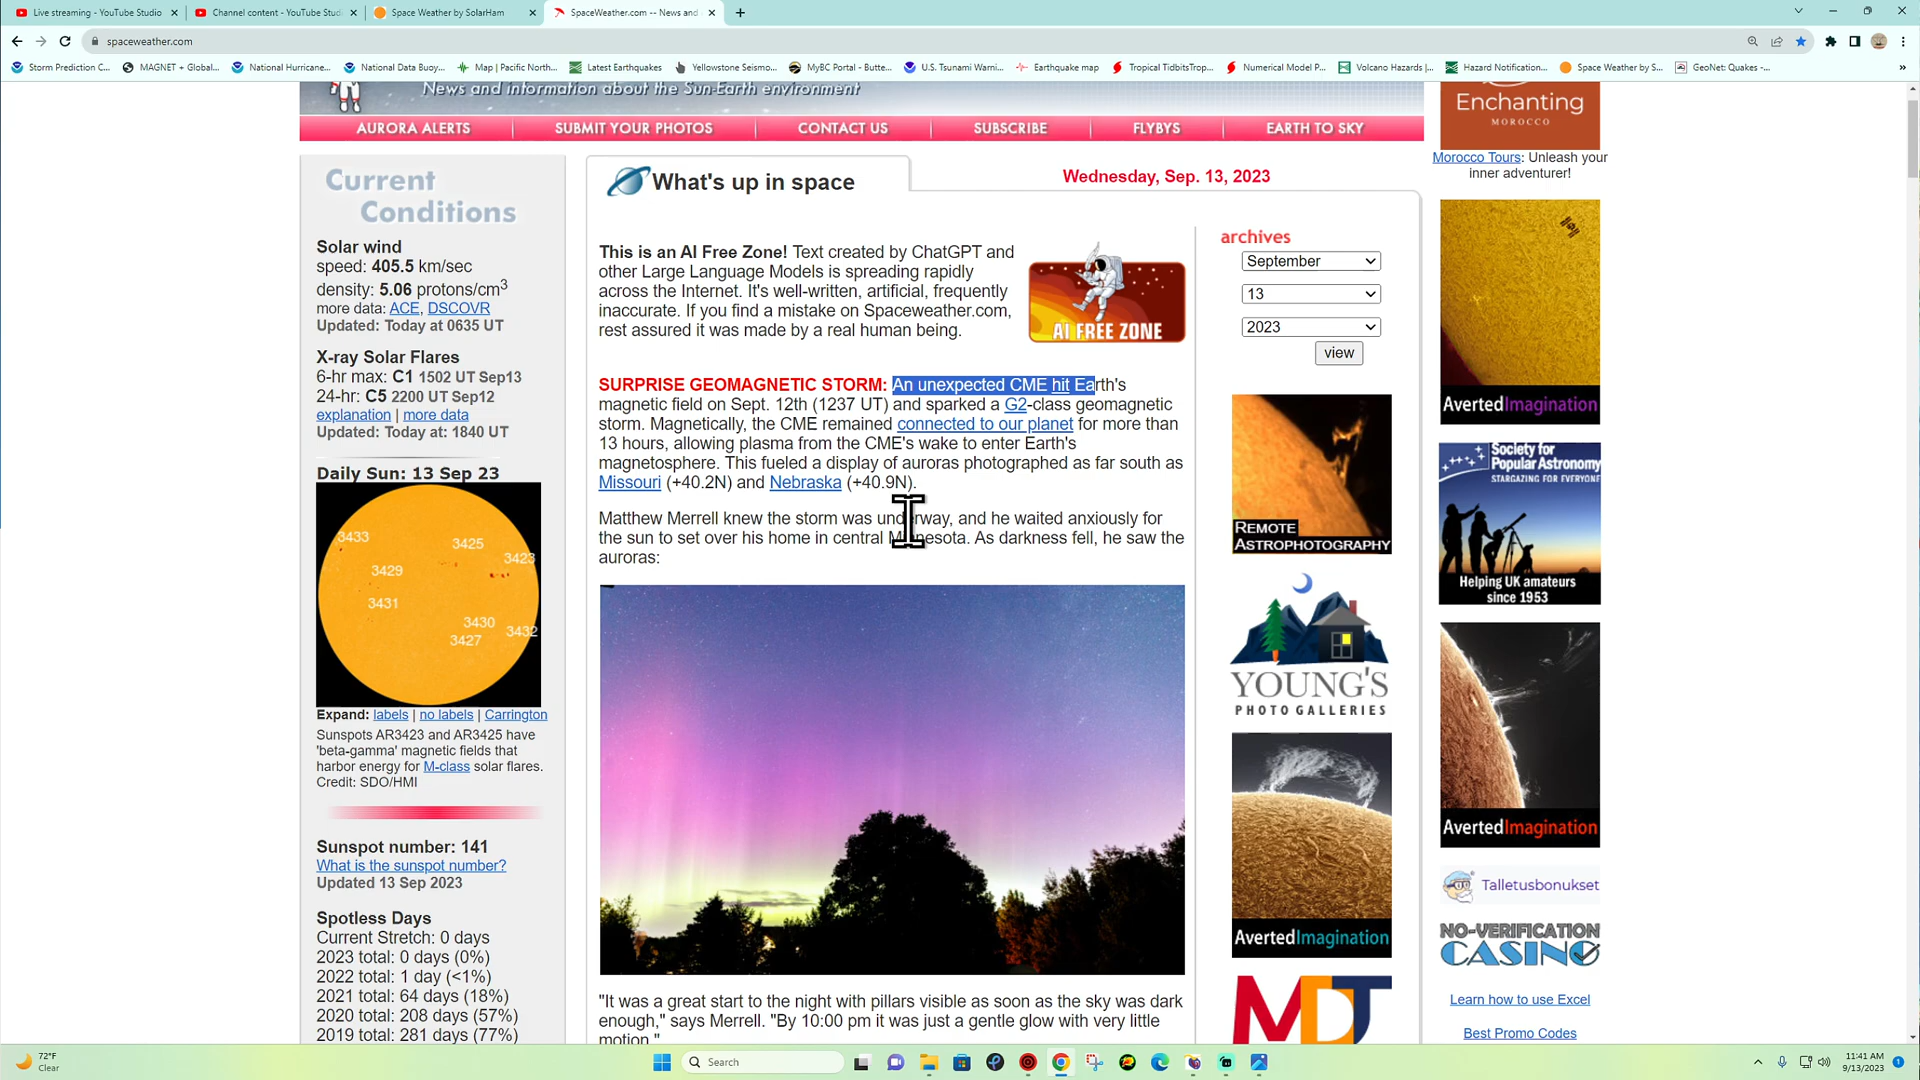 Live streaming - YouTube Studio
Channel content - YouTube Stud
Space Weather by SolarHam
SpaceWeather.com -- News and
spaceweather.com
Storm Prediction C...
MAGNET + Global...
National Hurricane...
National Data Buoy...
Map | Pacific North...
Latest Earthquakes
Yellowstone Seismo...
MyBC Portal - Butte...
U.S. Tsunami Warni...
Earthquake map
Tropical TidbitsTrop...
Numerical Model P...
Volcano Hazards |...
Hazard Notification...
Space Weather by S...
GeoNet: Quakes -...
»
News and information about the Sun-Earth environment
AURORA ALERTS
SUBMIT YOUR PHOTOS
CONTACT US
SUBSCRIBE
FLYBYS
EARTH TO SKY
Current
Conditions
Solar wind
speed: 405.5 km/sec
density: 5.06 protons/cm3
more data: ACE, DSCOVR
Updated: Today at 0635 UT
X-ray Solar Flares
6-hr max: C1 1502 UT Sep13
24-hr: C5 2200 UT Sep12
explanation | more data
Updated: Today at: 1840 UT
Daily Sun: 13 Sep 23
3433
3425
3423
3429
3431
3430
3432
3427
Expand: labels | no labels | Carrington
Sunspots AR3423 and AR3425 have
'beta-gamma' magnetic fields that
harbor energy for M-class solar flares.
Credit: SDO/HMI
Sunspot number: 141
What is the sunspot number?
Updated 13 Sep 2023
Spotless Days
Current Stretch: 0 days
2023 total: 0 days (0%)
2022 total: 1 day (<1%)
2021 total: 64 days (18%)
2020 total: 208 days (57%)
2019 total: 281 days (77%)
What's up in space
Wednesday, Sep. 13, 2023
This is an AI Free Zone! Text created by ChatGPT and
other Large Language Models is spreading rapidly
across the Internet. It's well-written, artificial, frequently
inaccurate. If you find a mistake on Spaceweather.com,
rest assured it was made by a real human being.
AI FREE ZONE
SURPRISE GEOMAGNETIC STORM: An unexpected CME hit Earth's
magnetic field on Sept. 12th (1237 UT) and sparked a G2-class geomagnetic
storm. Magnetically, the CME remained connected to our planet for more than
13 hours, allowing plasma from the CME's wake to enter Earth's
magnetosphere. This fueled a display of auroras photographed as far south as
Missouri (+40.2N) and Nebraska (+40.9N).
Matthew Merrell knew the storm was underway, and he waited anxiously for
the sun to set over his home in central Minnesota. As darkness fell, he saw the
auroras:
"It was a great start to the night with pillars visible as soon as the sky was dark
enough," says Merrell. "By 10:00 pm it was just a gentle glow with very little
motion."
archives
September
13
2023
view
REMOTE
ASTROPHOTOGRAPHY
YOUNG'S
PHOTO GALLERIES
AvertedImagination
MDT
Enchanting
MOROCCO
Morocco Tours: Unleash your
inner adventurer!
AvertedImagination
Society for
Popular Astronomy
STARGAZING FOR EVERYONE
Helping UK amateurs
since 1953
AvertedImagination
Talletusbonukset
NO-VERIFICATION
CASINO
Learn how to use Excel
Best Promo Codes
72°F
Clear
Search
11:41 AM
9/13/2023
1